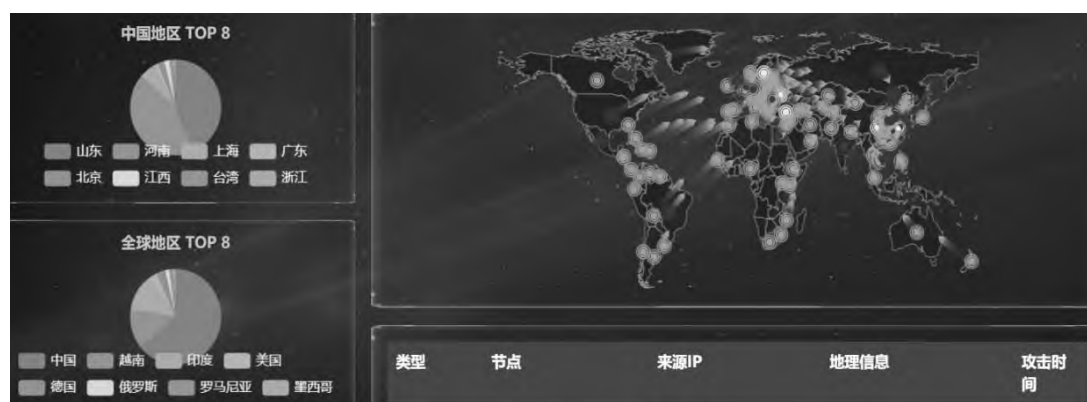 中国地区 TOP 8
山东 河南 上海 广东
北京 江西 台湾 浙江
全球地区 TOP 8
中国 越南 印度 美国
德国 俄罗斯 罗马尼亚 墨西哥
类型 节点 来源IP 地理信息 攻击时
间